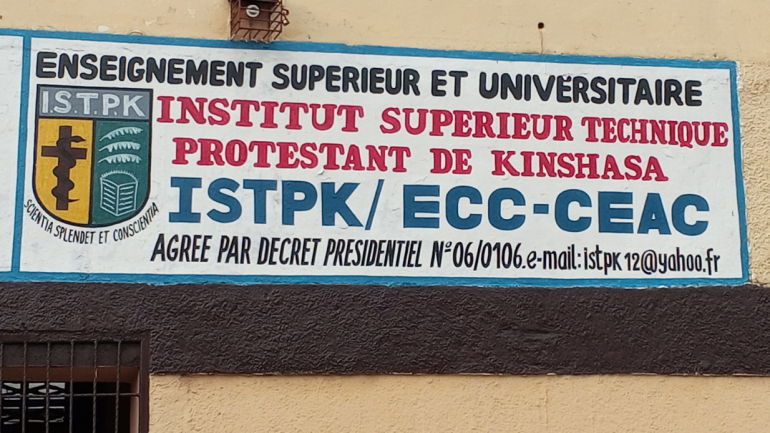 ENSEIGNEMENT SUPERIEUR ET UNIVERSITAIRE
I.S.T.P.K
INSTITUT SUPERIEUR TECHNIQUE
PROTESTANT DE KINSHASA
ISTPK/ ECC-CEAC
SCIENTIA SPLENDET ET CONSCIENTIA
AGREE PAR DECRET PRESIDENTIEL Nº06/0106.e-mail:istpk12@yahoo.fr